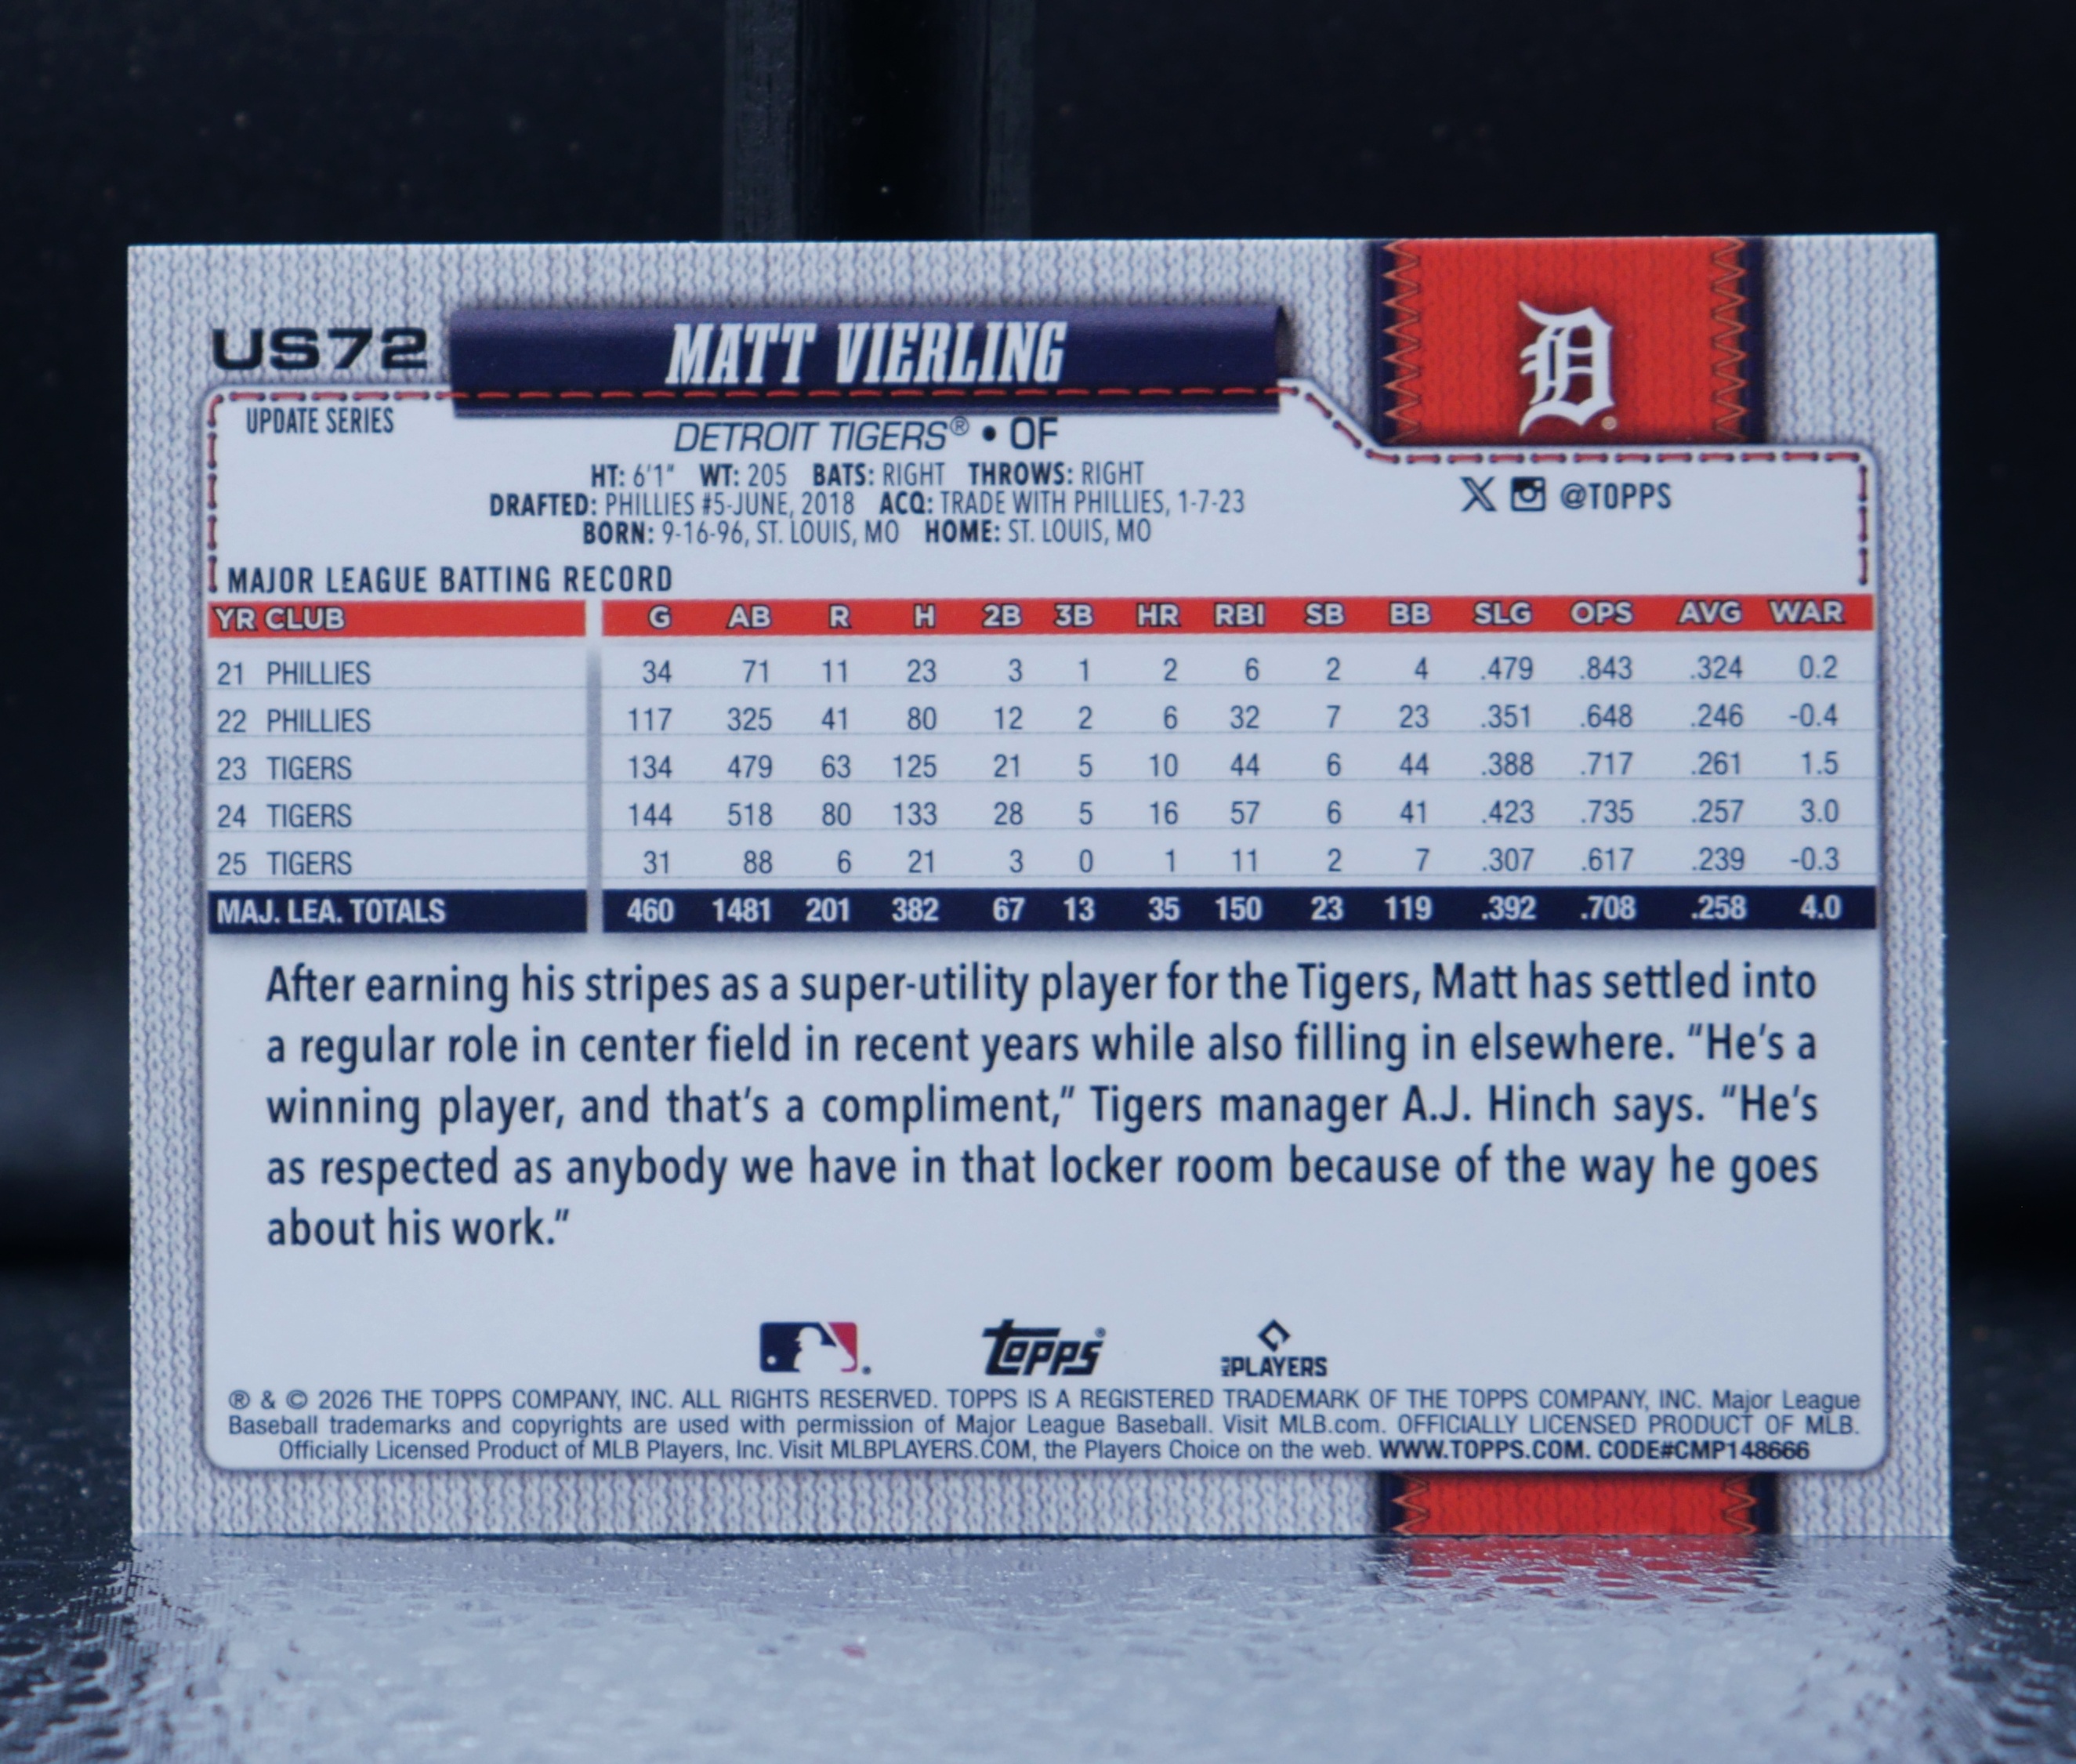 US72
MATT VIERLING
D
UPDATE SERIES
DETROIT TIGERS® • OF
HT: 6'1" WT: 205 BATS: RIGHT THROWS: RIGHT
DRAFTED: PHILLIES #5-JUNE, 2018 ACQ: TRADE WITH PHILLIES, 1-7-23
BORN: 9-16-96, ST. LOUIS, MO HOME: ST. LOUIS, MO
@TOPPS
MAJOR LEAGUE BATTING RECORD
YR CLUB G AB R H 2B 3B HR RBI SB BB SLG OPS AVG WAR
21 PHILLIES 34 71 11 23 3 1 2 6 2 4 .479 .843 .324 0.2
22 PHILLIES 117 325 41 80 12 2 6 32 7 23 .351 .648 .246 -0.4
23 TIGERS 134 479 63 125 21 5 10 44 6 44 .388 .717 .261 1.5
24 TIGERS 144 518 80 133 28 5 16 57 6 41 .423 .735 .257 3.0
25 TIGERS 31 88 6 21 3 0 1 11 2 7 .307 .617 .239 -0.3
MAJ. LEA. TOTALS 460 1481 201 382 67 13 35 150 23 119 .392 .708 .258 4.0
After earning his stripes as a super-utility player for the Tigers, Matt has settled into
a regular role in center field in recent years while also filling in elsewhere. "He's a
winning player, and that's a compliment," Tigers manager A.J. Hinch says. "He's
as respected as anybody we have in that locker room because of the way he goes
about his work."
topps®
MLB PLAYERS
® & © 2026 THE TOPPS COMPANY, INC. ALL RIGHTS RESERVED. TOPPS IS A REGISTERED TRADEMARK OF THE TOPPS COMPANY, INC. Major League
Baseball trademarks and copyrights are used with permission of Major League Baseball. Visit MLB.com. OFFICIALLY LICENSED PRODUCT OF MLB.
Officially Licensed Product of MLB Players, Inc. Visit MLBPLAYERS.COM, the Players Choice on the web. WWW.TOPPS.COM. CODE#CMP148666